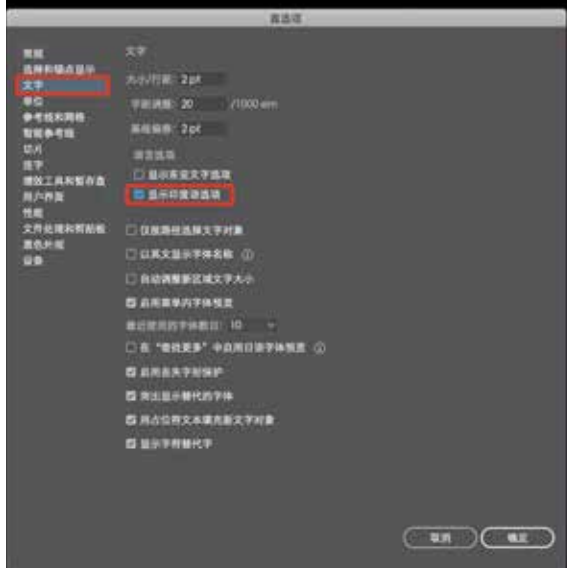 首选项
常规
选择和锚点显示
文字
单位
参考线和网格
智能参考线
切片
连字
增效工具和暂存盘
用户界面
性能
文件处理和剪贴板
黑色外观
设备
文字
大小/行距: 2 pt
字距调整: 20 /1000 em
基线偏移: 2 pt
语言选项
显示东亚文字选项
显示印度语选项
仅按路径选择文字对象
以英文显示字体名称
自动调整新区域文字大小
启用菜单内字体预览
最近使用的字体数目: 10
在“查找更多”中启用日语字体预览
启用丢失字形保护
突出显示替代的字体
用占位符文本填充新文字对象
显示字符替代字
取消
确定